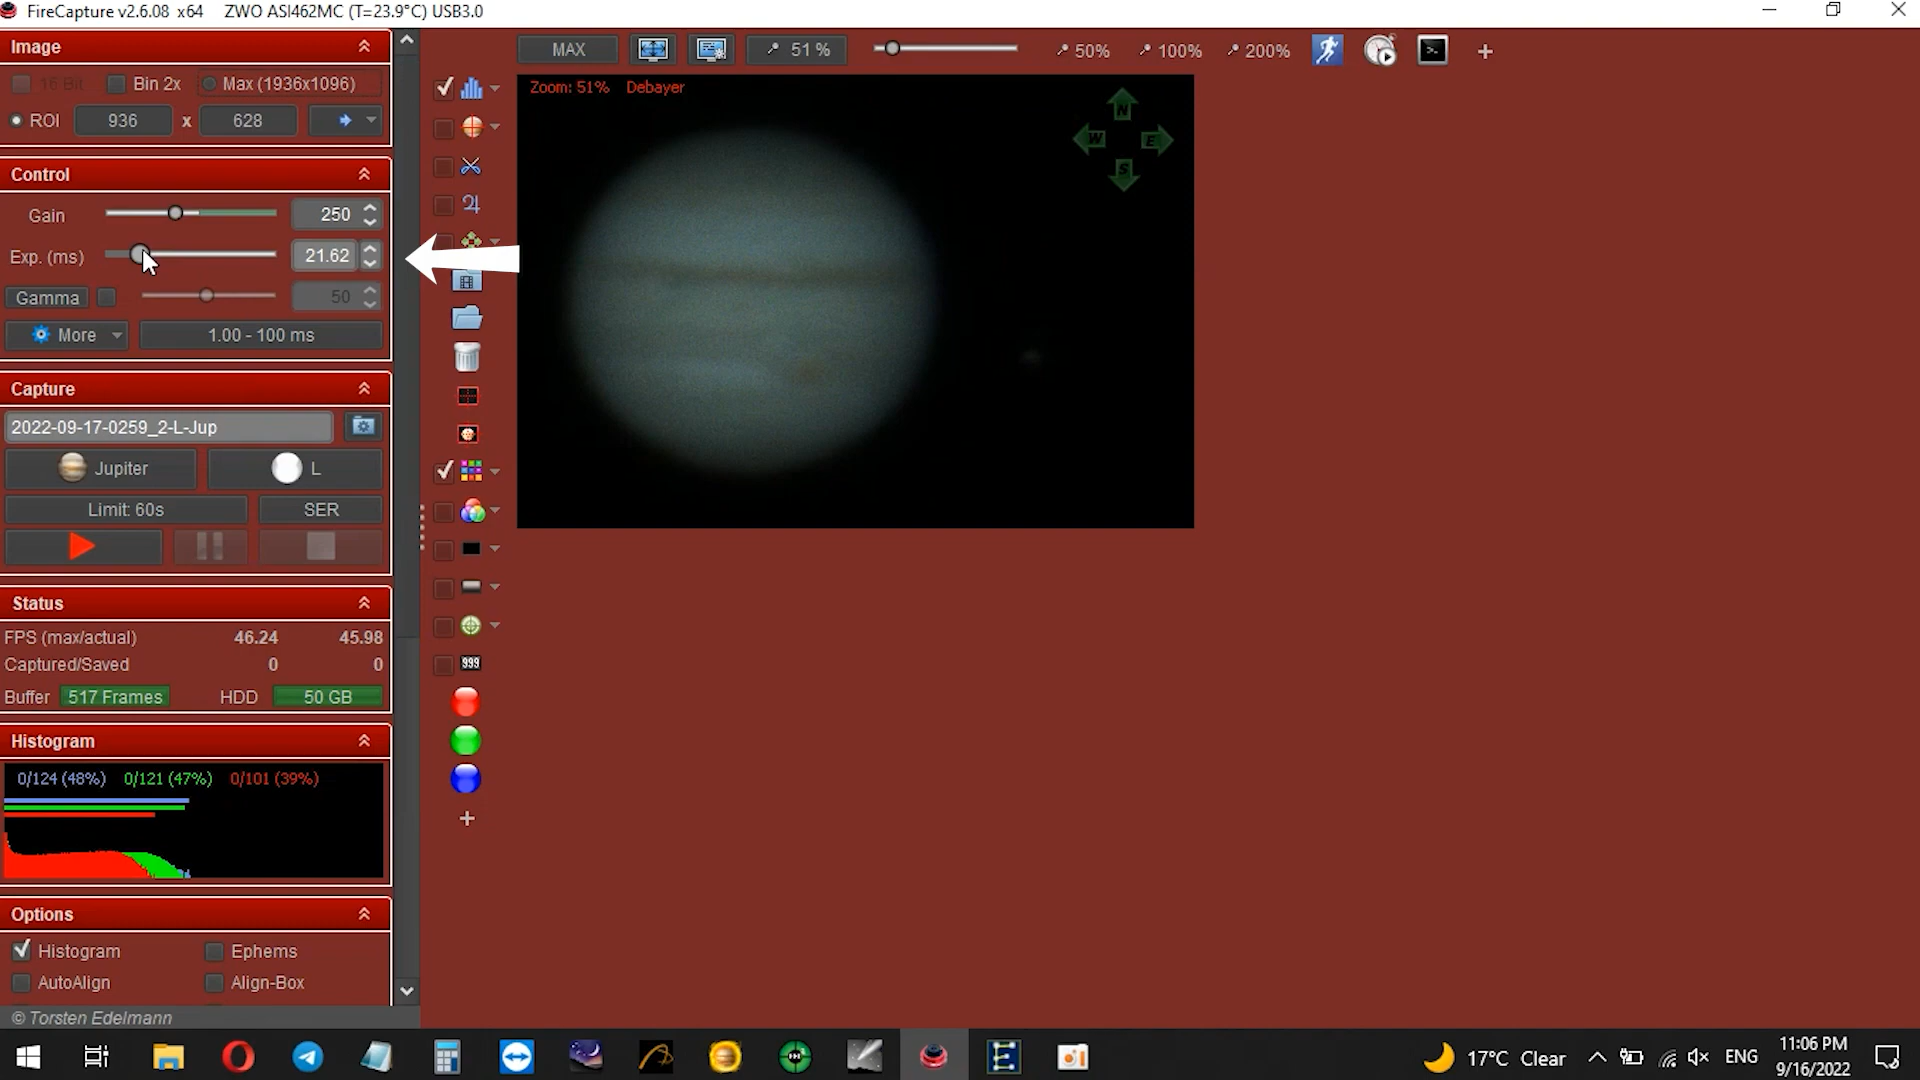 FireCapture v2.6.08 x64 ZWO ASI462MC (T=23.9°C) USB3.0
Image
16 Bit Bin 2x Max (1936x1096)
ROI 936 x 628
Control
Gain 250
Exp. (ms) 21.62
Gamma 50
More 1.00 - 100 ms
Capture
2022-09-17-0259_2-L-Jup
Jupiter L
Limit: 60s SER
Status
FPS (max/actual) 46.24 45.98
Captured/Saved 0 0
Buffer 517 Frames HDD 50 GB
Histogram
0/124 (48%) 0/121 (47%) 0/101 (39%)
Options
Histogram Ephems
AutoAlign Align-Box
© Torsten Edelmann
MAX 51 % 50% 100% 200%
Zoom: 51% Debayer
N
W E
S
999
17°C Clear ENG
11:06 PM
9/16/2022